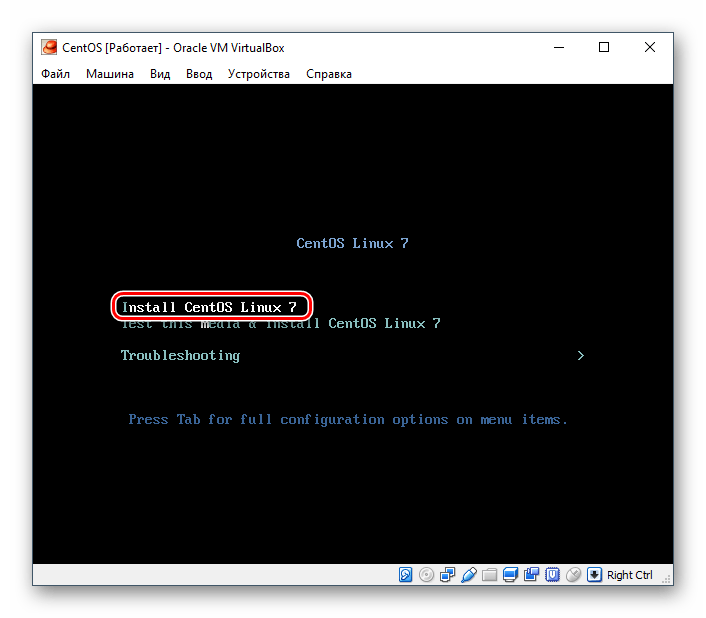 CentOS [Работает] - Oracle VM VirtualBox
Файл Машина Вид Ввод Устройства Справка
CentOS Linux 7
Install CentOS Linux 7
Test this media & install CentOS Linux 7
Troubleshooting >
Press Tab for full configuration options on menu items.
Right Ctrl